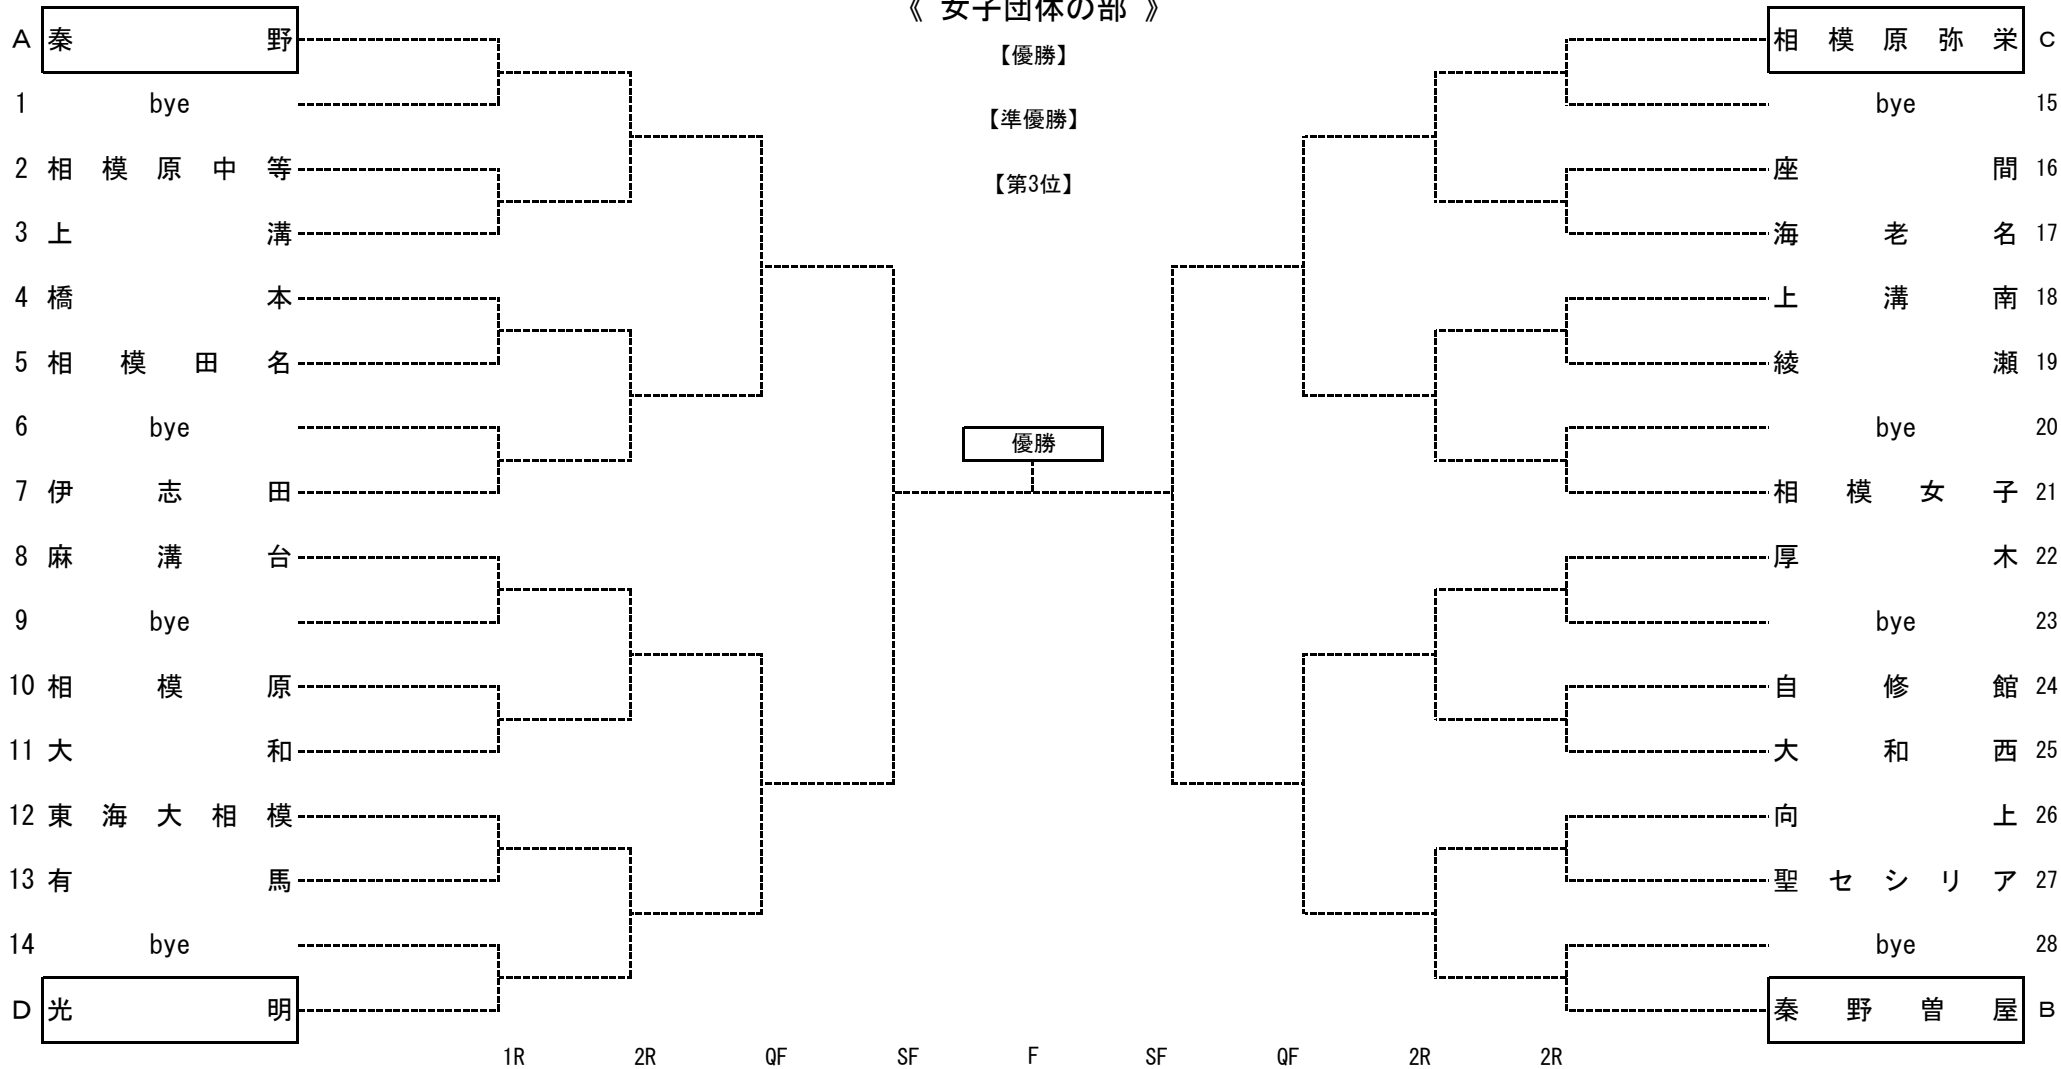 《 女子団体の部 》
【優勝】
【準優勝】
【第3位】
A 秦野
1 bye
2 相模原中等
3 上溝
4 橋本
5 相模田名
6 bye
7 伊志田
8 麻溝台
9 bye
10 相模原
11 大和
12 東海大相模
13 有馬
14 bye
D 光明
優勝
相模原弥栄 C
bye 15
座間 16
海老名 17
上溝南 18
綾瀬 19
bye 20
相模女子 21
厚木 22
bye 23
自修館 24
大和西 25
向上 26
聖セシリア 27
bye 28
秦野曽屋 B
1R 2R QF SF F SF QF 2R 2R